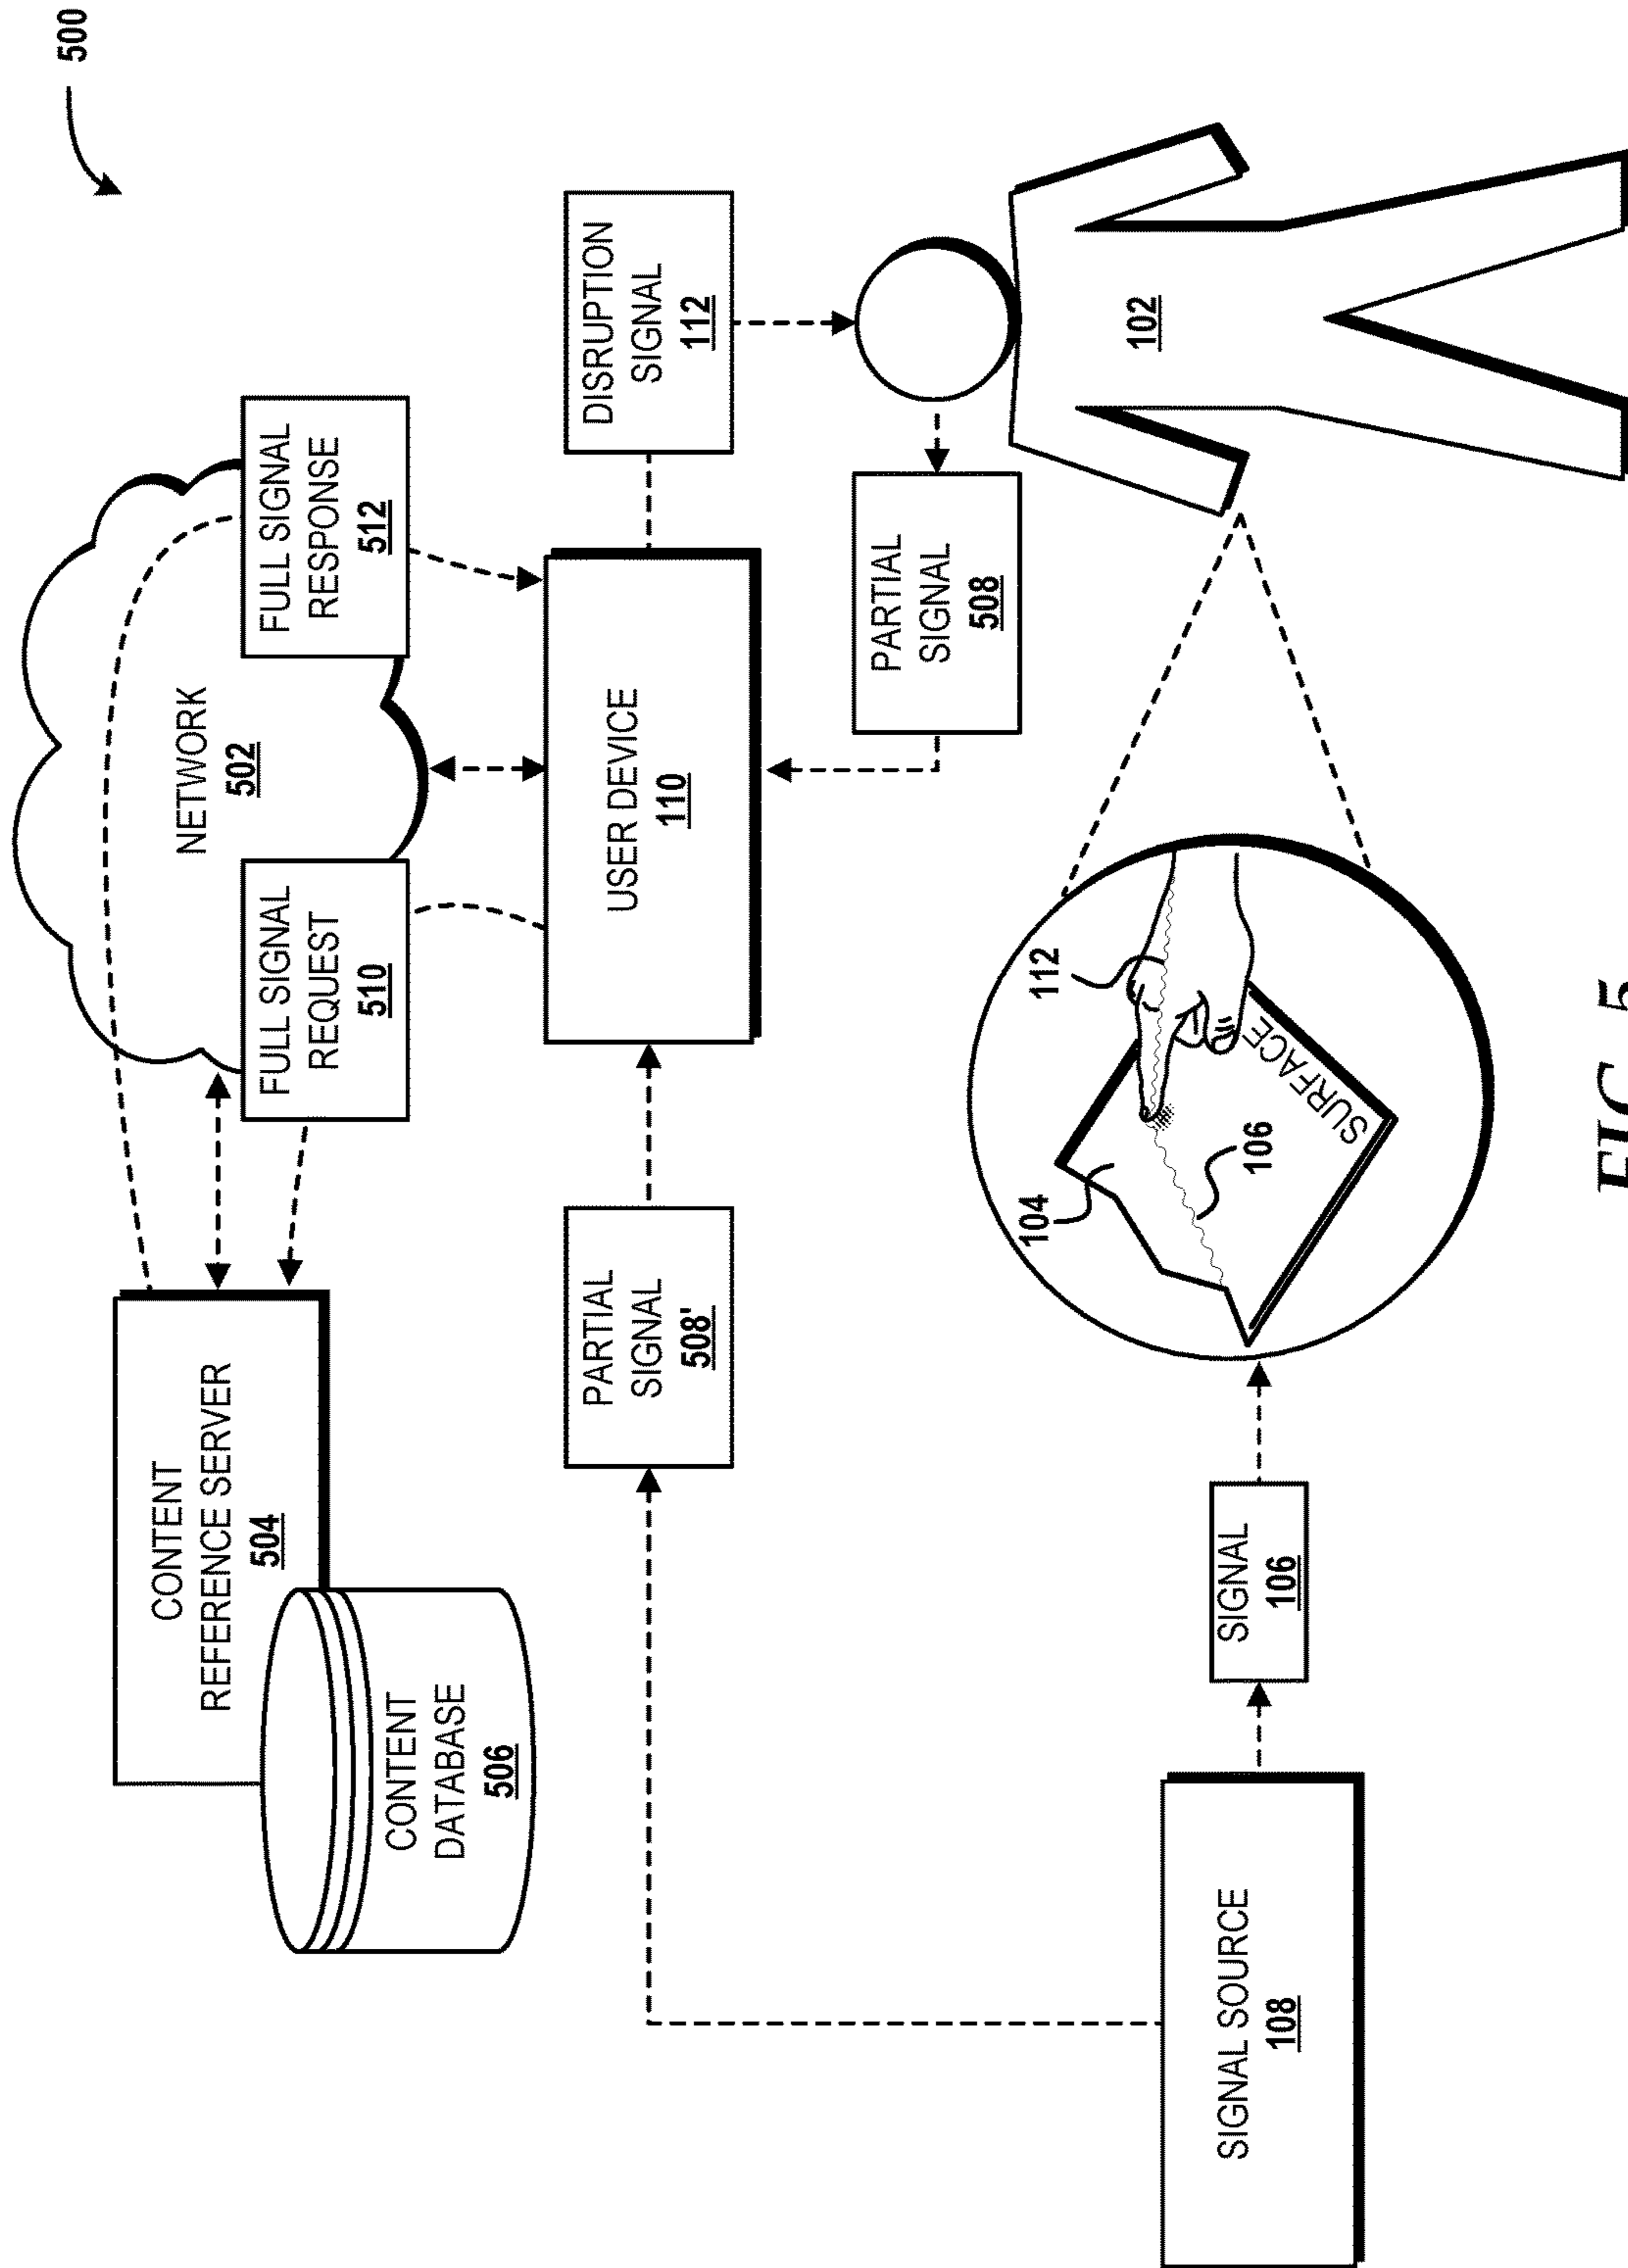 500
NETWORK
502
FULL SIGNAL
REQUEST
510
FULL SIGNAL
RESPONSE
512
CONTENT
REFERENCE SERVER
504
CONTENT
DATABASE
506
PARTIAL
SIGNAL
508'
USER DEVICE
110
DISRUPTION
SIGNAL
112
PARTIAL
SIGNAL
508
102
SIGNAL SOURCE
108
SIGNAL
106
104
112
106
SURFACE
FIG. 5